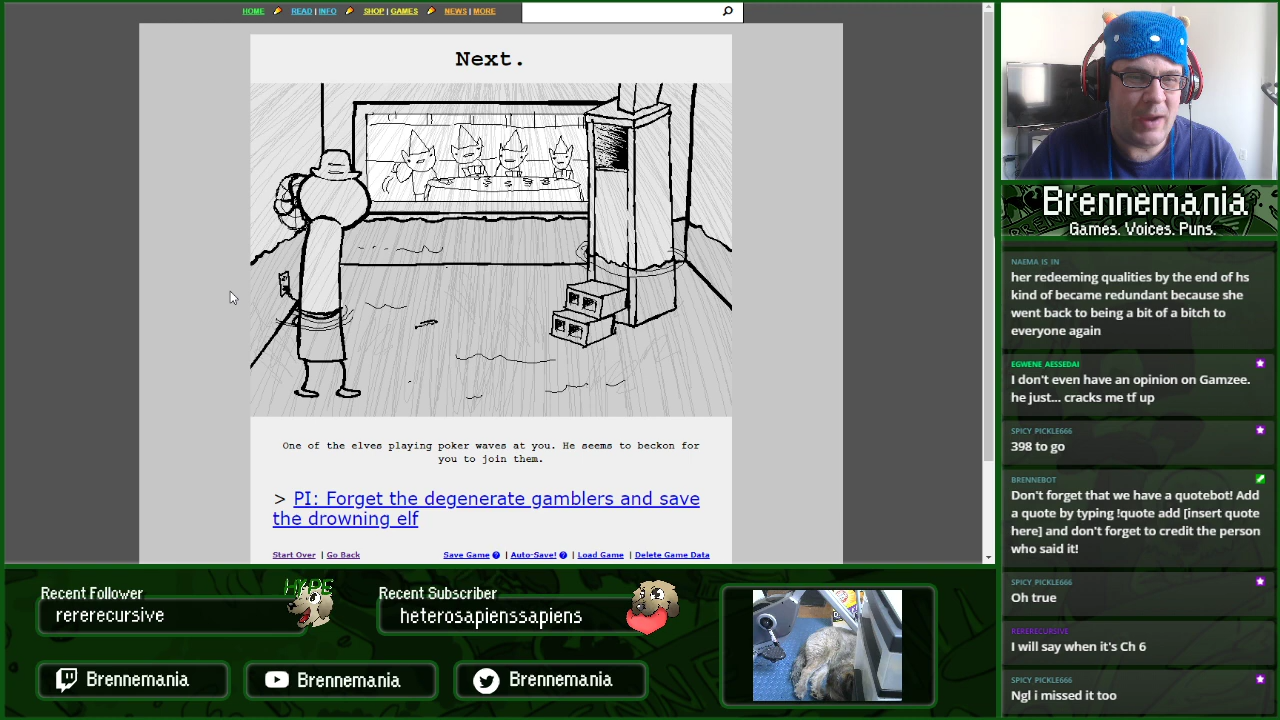 HOME READ | INFO SHOP | GAMES NEWS | MORE
Next.
One of the elves playing poker waves at you. He seems to beckon for
you to join them.
> PI: Forget the degenerate gamblers and save
the drowning elf
Start Over | Go Back Save Game ? | Auto-Save! ? | Load Game | Delete Game Data
Brennemania
Games. Voices. Puns.
NAEMA IS IN
her redeeming qualities by the end of hs
kind of became redundant because she
went back to being a bit of a bitch to
everyone again
EGWENE AESSEDAI
I don't even have an opinion on Gamzee.
he just... cracks me tf up
SPICY PICKLE666
398 to go
BRENNEBOT
Don't forget that we have a quotebot! Add
a quote by typing !quote add [insert quote
here] and don't forget to credit the person
who said it!
SPICY PICKLE666
Oh true
RERERECURSIVE
I will say when it's Ch 6
SPICY PICKLE666
Ngl i missed it too
Recent Follower
HYPE
rererecursive
Recent Subscriber
heterosapienssapiens
Brennemania
Brennemania
Brennemania